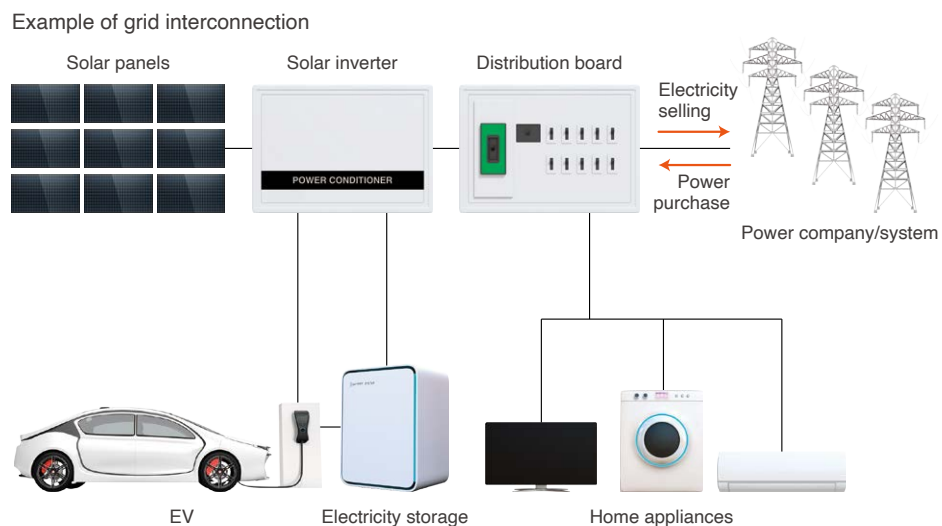 Example of grid interconnection
Solar panels
Solar inverter
Distribution board
Electricity
selling
POWER CONDITIONER
Power
purchase
Power company/system
EV
Electricity storage
Home appliances